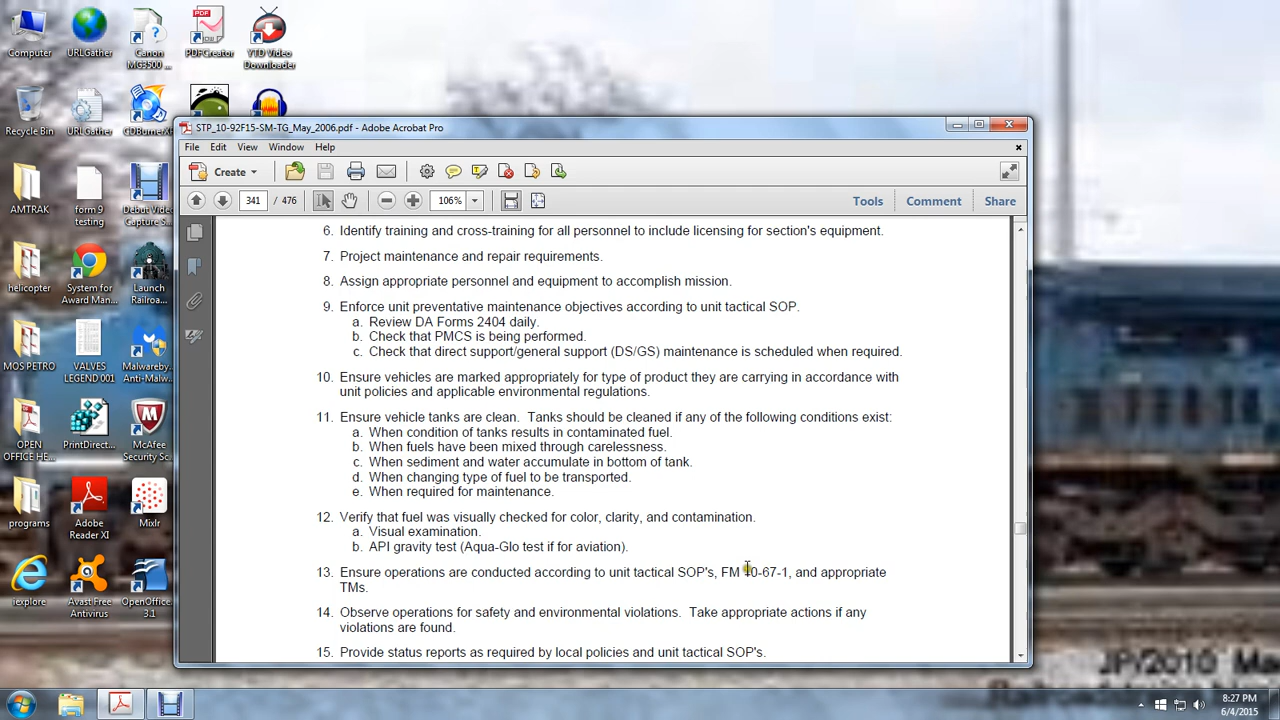 Computer
URLGather
Canon
MG3500 ...
PDFCreator
YTD Video
Downloader
Recycle Bin
URLGather
CDBurnerXP
AMTRAK
form 9
testing
Debut Video
Capture S...
helicopter
System for
Award Man...
Launch
Railroa...
MOS PETRO
VALVES
LEGEND 001
Malwareby...
Anti-Malw...
OPEN
OFFICE HE...
PrintDirect...
McAfee
Security Sc...
programs
Adobe
Reader XI
Mixlr
iexplore
Avast Free
Antivirus
OpenOffice...
3.1
STP_10-92F15-SM-TG_May_2006.pdf - Adobe Acrobat Pro
File Edit View Window Help
Create
341 / 476 106% Tools Comment Share
6. Identify training and cross-training for all personnel to include licensing for section's equipment.
7. Project maintenance and repair requirements.
8. Assign appropriate personnel and equipment to accomplish mission.
9. Enforce unit preventative maintenance objectives according to unit tactical SOP.
a. Review DA Forms 2404 daily.
b. Check that PMCS is being performed.
c. Check that direct support/general support (DS/GS) maintenance is scheduled when required.
10. Ensure vehicles are marked appropriately for type of product they are carrying in accordance with
unit policies and applicable environmental regulations.
11. Ensure vehicle tanks are clean. Tanks should be cleaned if any of the following conditions exist:
a. When condition of tanks results in contaminated fuel.
b. When fuels have been mixed through carelessness.
c. When sediment and water accumulate in bottom of tank.
d. When changing type of fuel to be transported.
e. When required for maintenance.
12. Verify that fuel was visually checked for color, clarity, and contamination.
a. Visual examination.
b. API gravity test (Aqua-Glo test if for aviation).
13. Ensure operations are conducted according to unit tactical SOP's, FM 10-67-1, and appropriate
TMs.
14. Observe operations for safety and environmental violations. Take appropriate actions if any
violations are found.
15. Provide status reports as required by local policies and unit tactical SOP's.
JP/2010
8:27 PM
6/4/2015